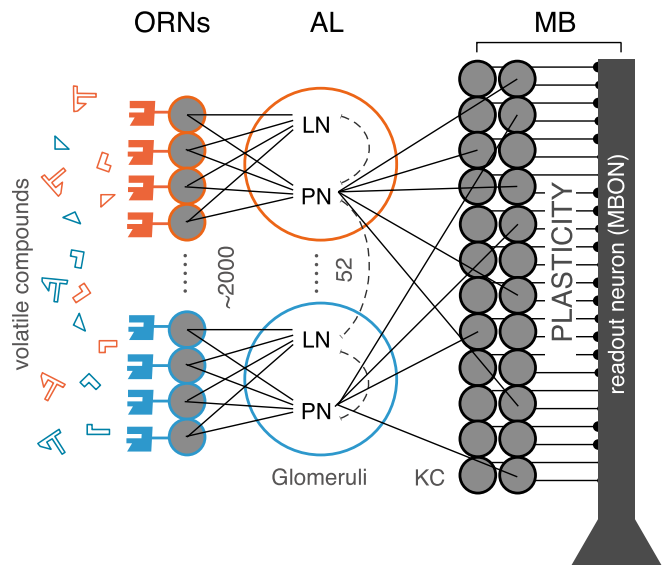 ORNs
AL
MB
volatile compounds
LN
PN
~2000
52
LN
PN
Glomeruli
KC
PLASTICITY
readout neuron (MBON)